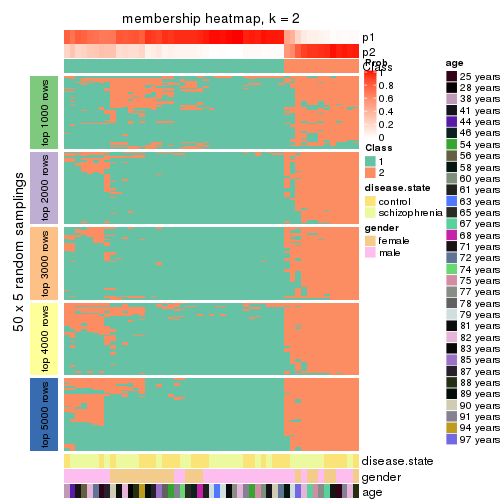 membership heatmap, k = 2
p1
p2
Class
Prob
1
0.8
0.6
0.4
0.2
0
Class
1
2
disease.state
control
schizophrenia
gender
female
male
age
25 years
28 years
38 years
41 years
44 years
46 years
54 years
56 years
58 years
60 years
61 years
63 years
65 years
67 years
68 years
71 years
72 years
74 years
75 years
77 years
78 years
79 years
81 years
82 years
83 years
85 years
87 years
88 years
89 years
90 years
91 years
94 years
97 years
50 x 5 random samplings
top 1000 rows
top 2000 rows
top 3000 rows
top 4000 rows
top 5000 rows
disease.state
gender
age